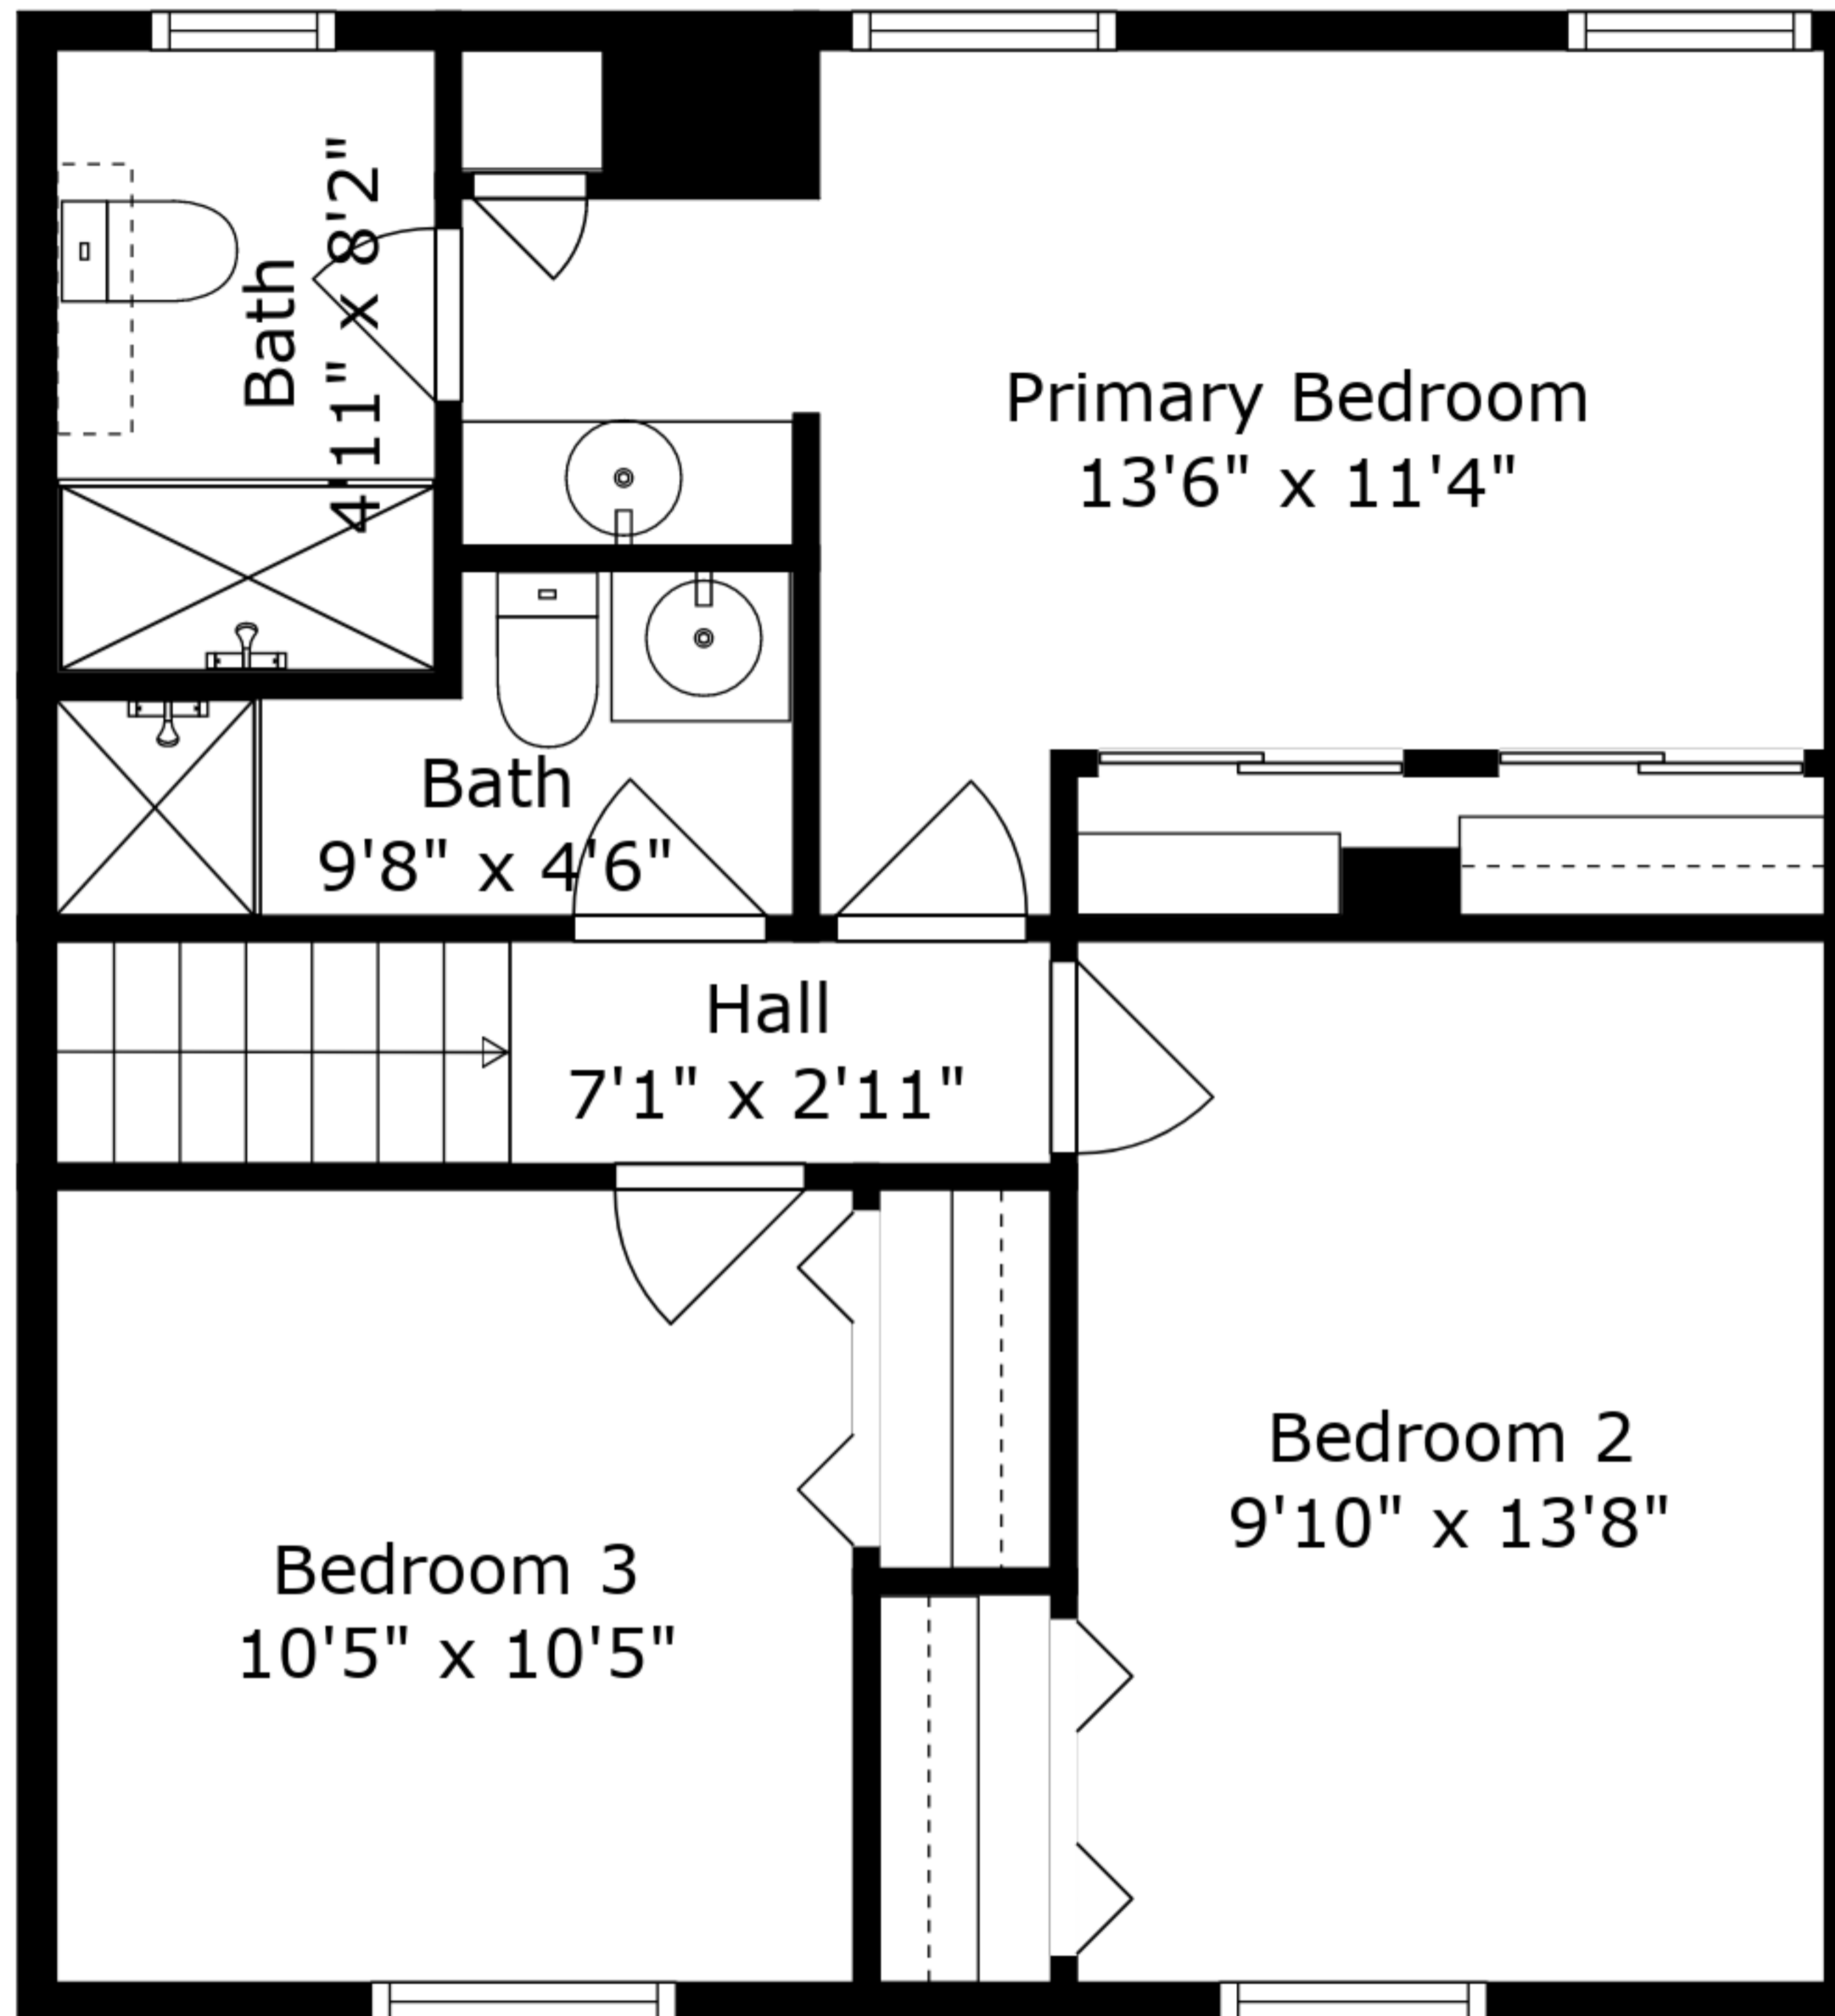 Bath
4'11" x 8'2"
Primary Bedroom
13'6" x 11'4"
Bath
9'8" x 4'6"
Hall
7'1" x 2'11"
Bedroom 2
9'10" x 13'8"
Bedroom 3
10'5" x 10'5"